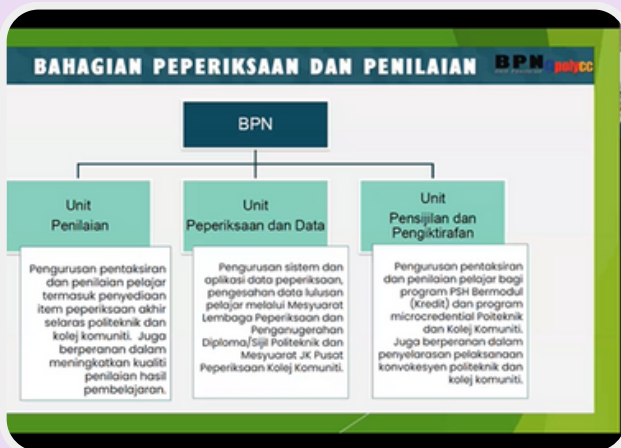 BAHAGIAN PEPERIKSAAN DAN PENILAIAN
BPN
polycc
BPN
Unit
Penilaian
Pengurusan pentaksiran
dan penilaian pelajar
termasuk penyediaan
item peperiksaan akhir
selaras politeknik dan
kolej komuniti. Juga
berperanan dalam
meningkatkan kualiti
penilaian hasil
pembelajaran.
Unit
Peperiksaan dan Data
Pengurusan sistem dan
aplikasi data peperiksaan,
pengesahan data lulusan
pelajar melalui Mesyuarat
Lembaga Peperiksaan dan
Penganugerahan
Diploma/Sijil Politeknik dan
Mesyuarat JK Pusat
Peperiksaan Kolej Komuniti.
Unit
Pensijilan dan
Pengiktirafan
Pengurusan pentaksiran
dan penilaian pelajar bagi
program PSH Bermodul
(Kredit) dan program
microcredential Poiteknik
dan Kolej Komuniti.
Juga berperanan dalam
penyelarasan pelaksanaan
konvokesyen politeknik dan
kolej komuniti.